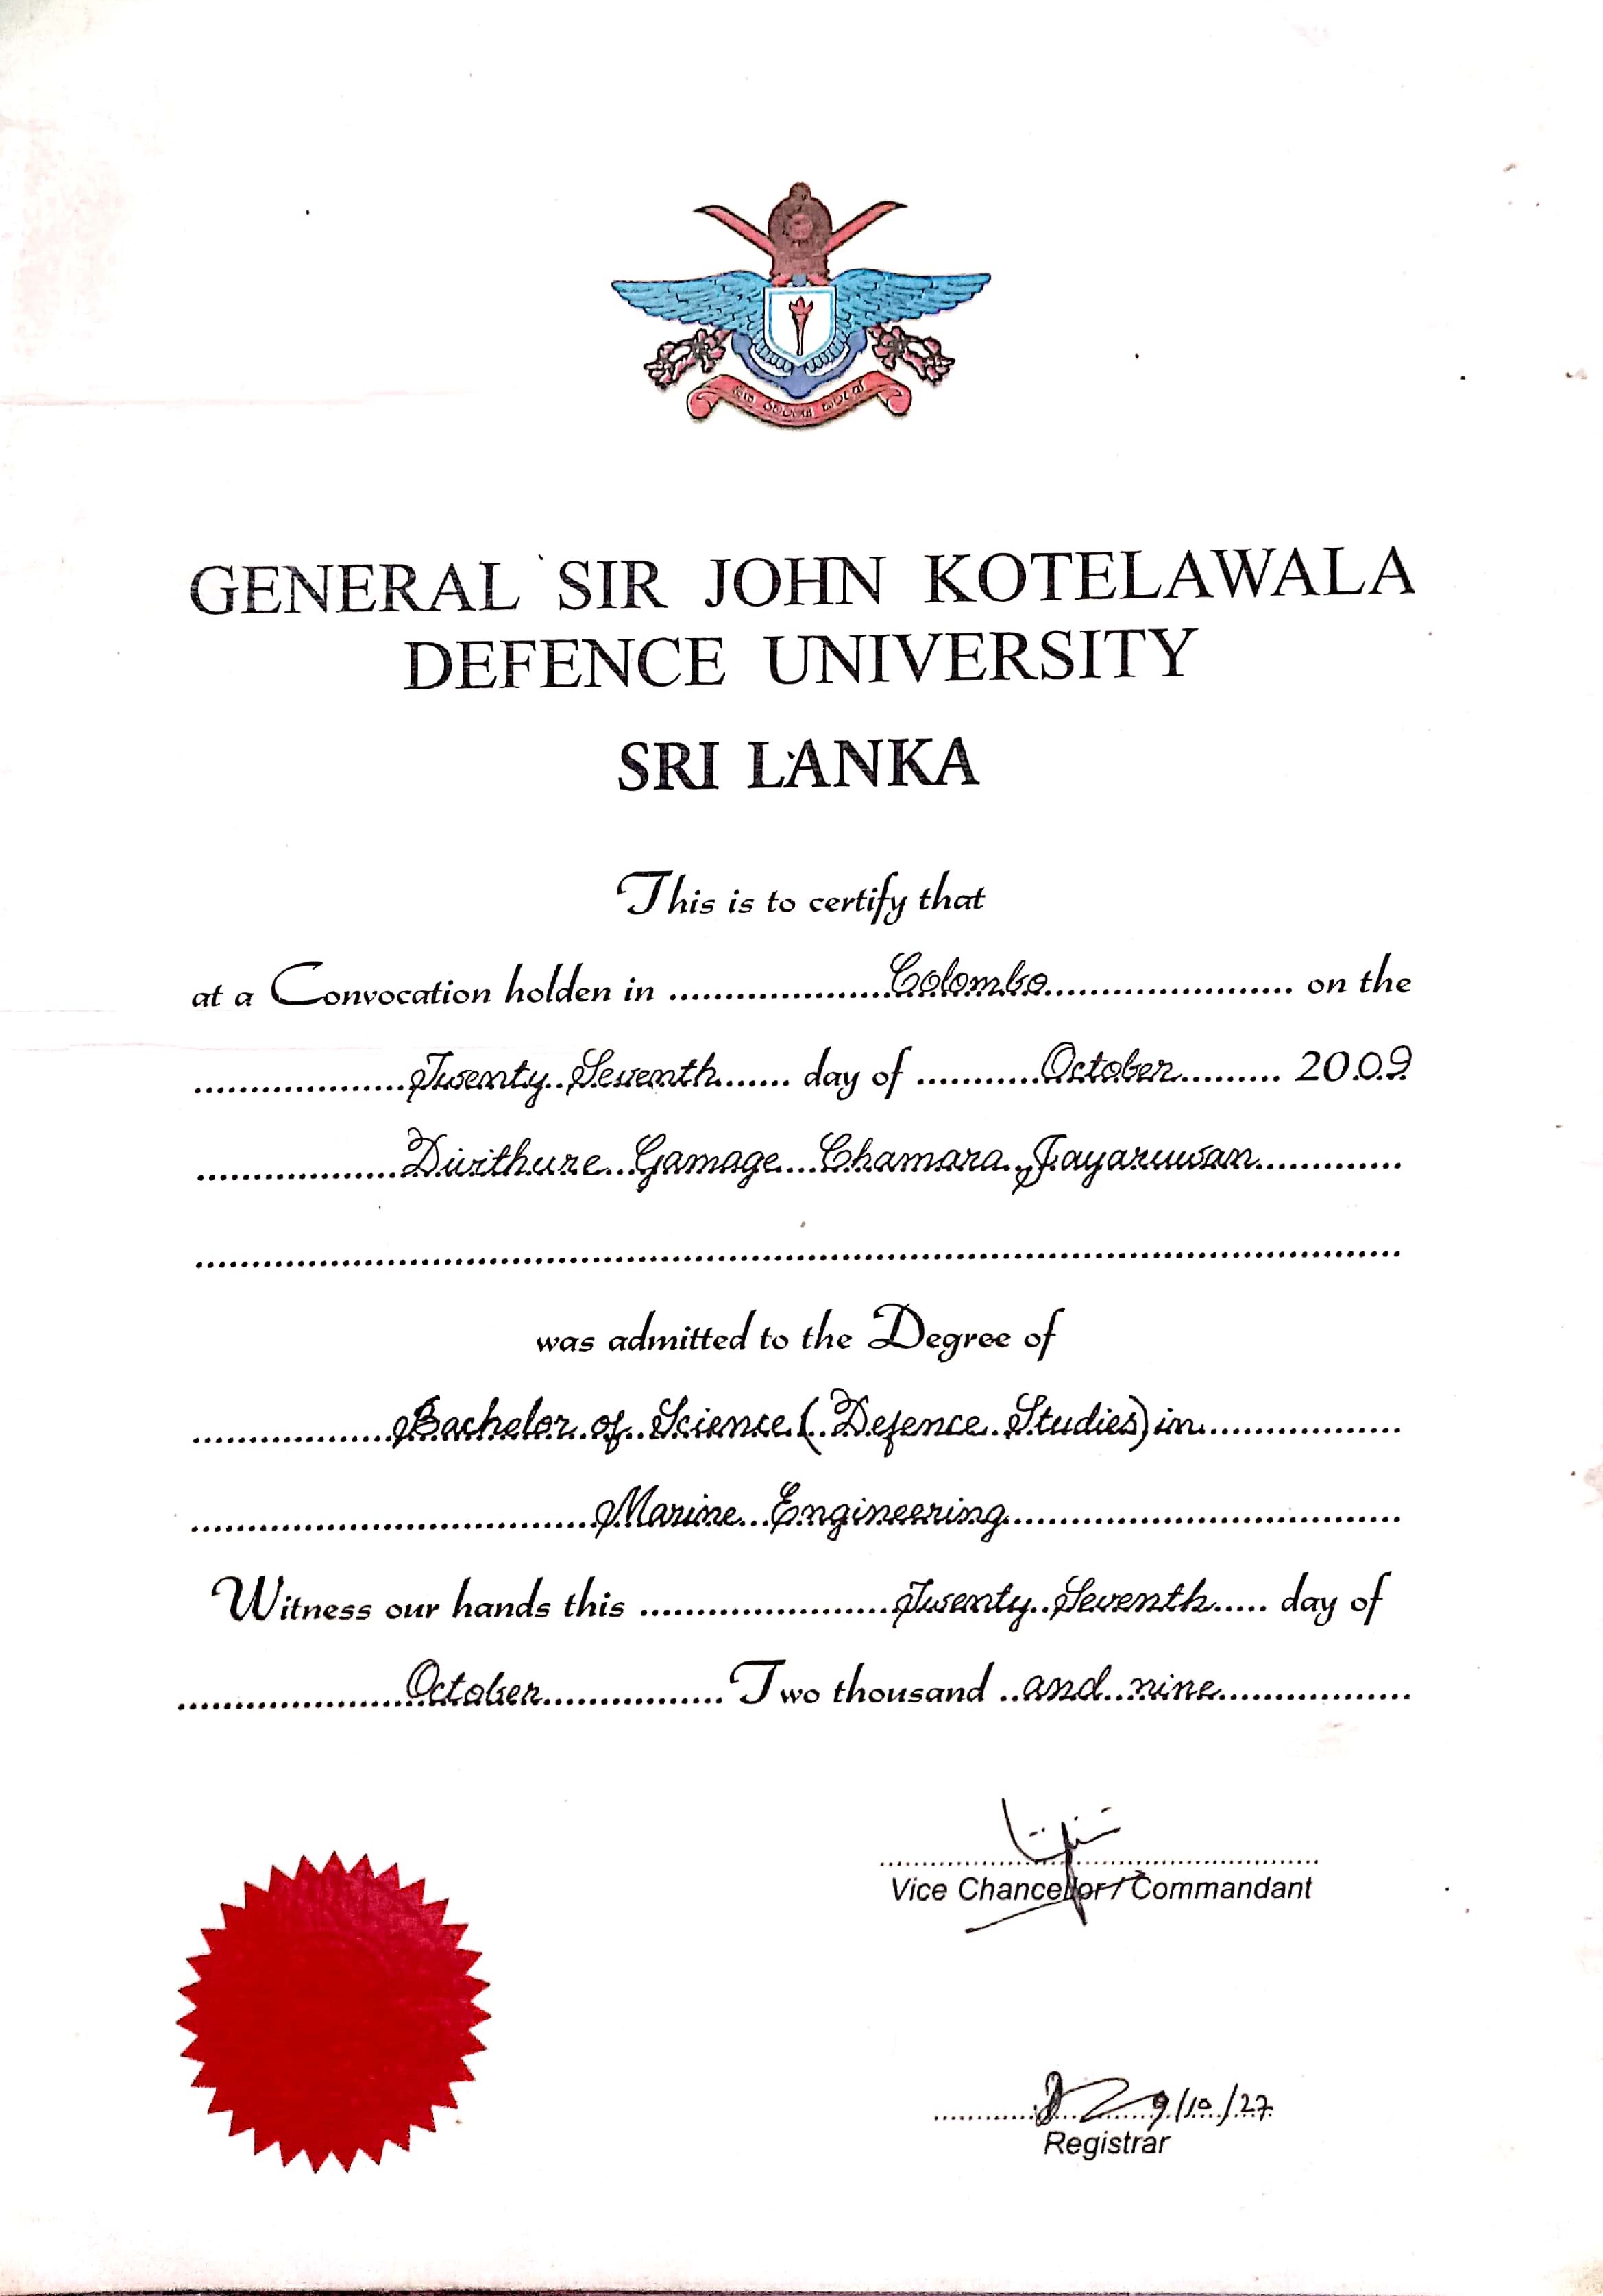 GENERAL SIR JOHN KOTELAWALA
DEFENCE UNIVERSITY
SRI LANKA
This is to certify that
at a Convocation holden in Colombo on the
Twenty Seventh day of October 2009
Divithure Gamage Chamara Jayaruwan
was admitted to the Degree of
Bachelor of Science (Defence Studies) in
Marine Engineering
Witness our hands this Twenty Seventh day of
October Two thousand and nine
Vice Chancellor / Commandant
9/10/27
Registrar